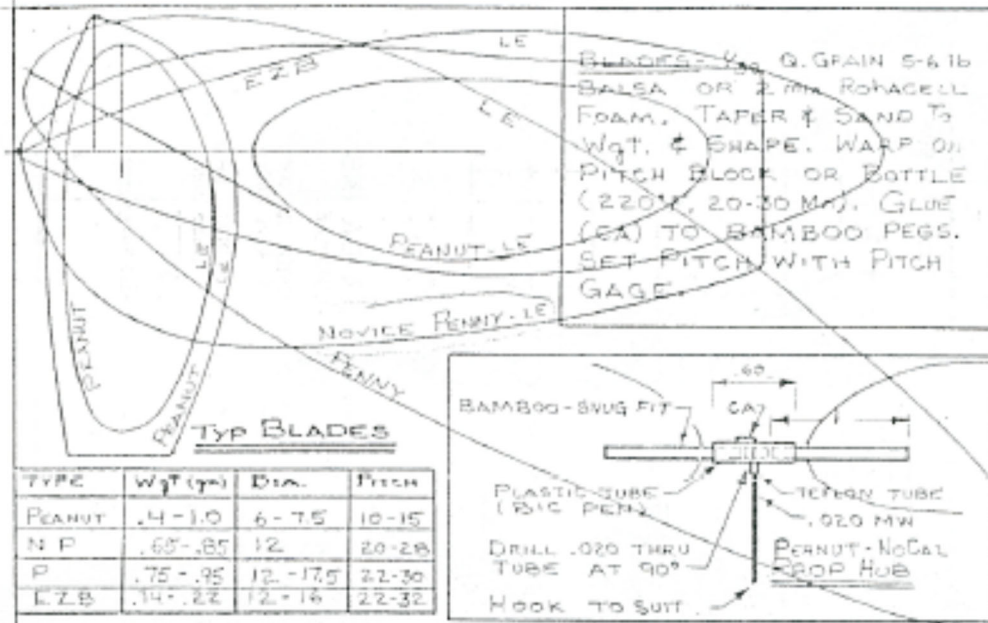 LE
EZB
LE
BLADES - 1/32 Q. GRAIN 5-6 lb
BALSA OR 2 mm ROHACELL
FOAM. TAPER & SAND TO
Wgt. & SHAPE. WARP ON
PITCH BLOCK OR BOTTLE
(220°F, 20-30 MN). GLUE
(CA) TO BAMBOO PEGS.
SET PITCH WITH PITCH
GAGE.
PEANUT-LE
NOVICE PENNY-LE
PENNY
LE
LE
PEANUT
PEANUT
TYP BLADES
TYPE Wgt (gm) DIA. PITCH
PEANUT .4-1.0 6-7.5 10-15
N P .65-.85 12 20-28
P .75-.95 12-17.5 22-30
EZB .14-.22 12-16 22-32
.60
BAMBOO-SNUG FIT
CA
1
PLASTIC TUBE
(BIC PEN)
TEFLON TUBE
.020 MW
DRILL .020 THRU
TUBE AT 90°
HOOK TO SUIT
PEANUT-NOCAL
PROP HUB